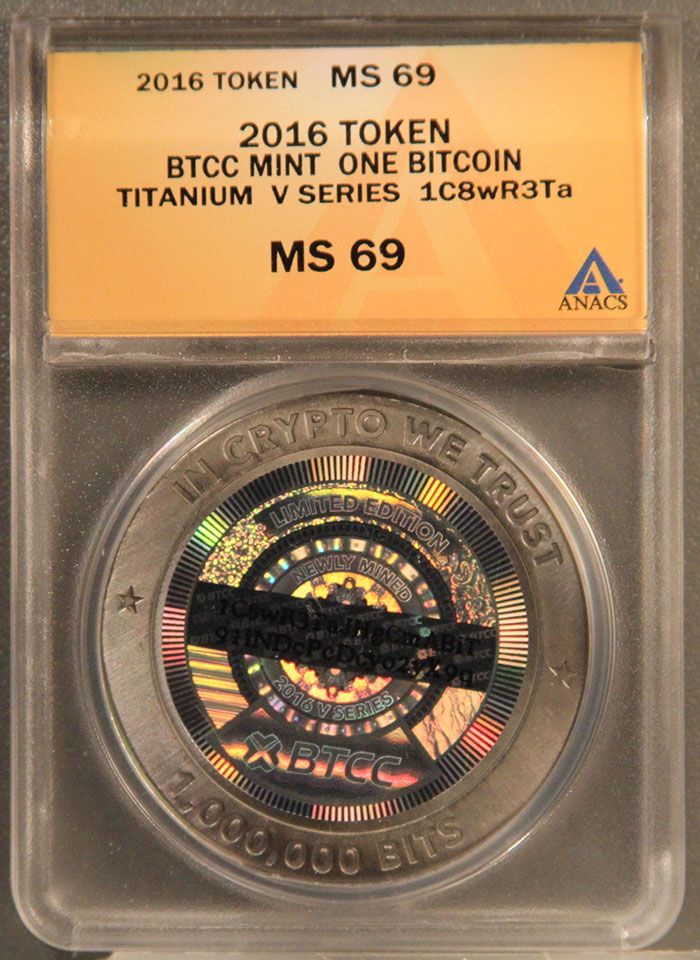 2016 TOKEN MS 69
2016 TOKEN
BTCC MINT ONE BITCOIN
TITANIUM V SERIES 1C8wR3Ta
MS 69
ANACS
IN CRYPTO WE TRUST
LIMITED EDITION
NEWLY MINED
2016 V SERIES
BTCC
1,000,000 BITS